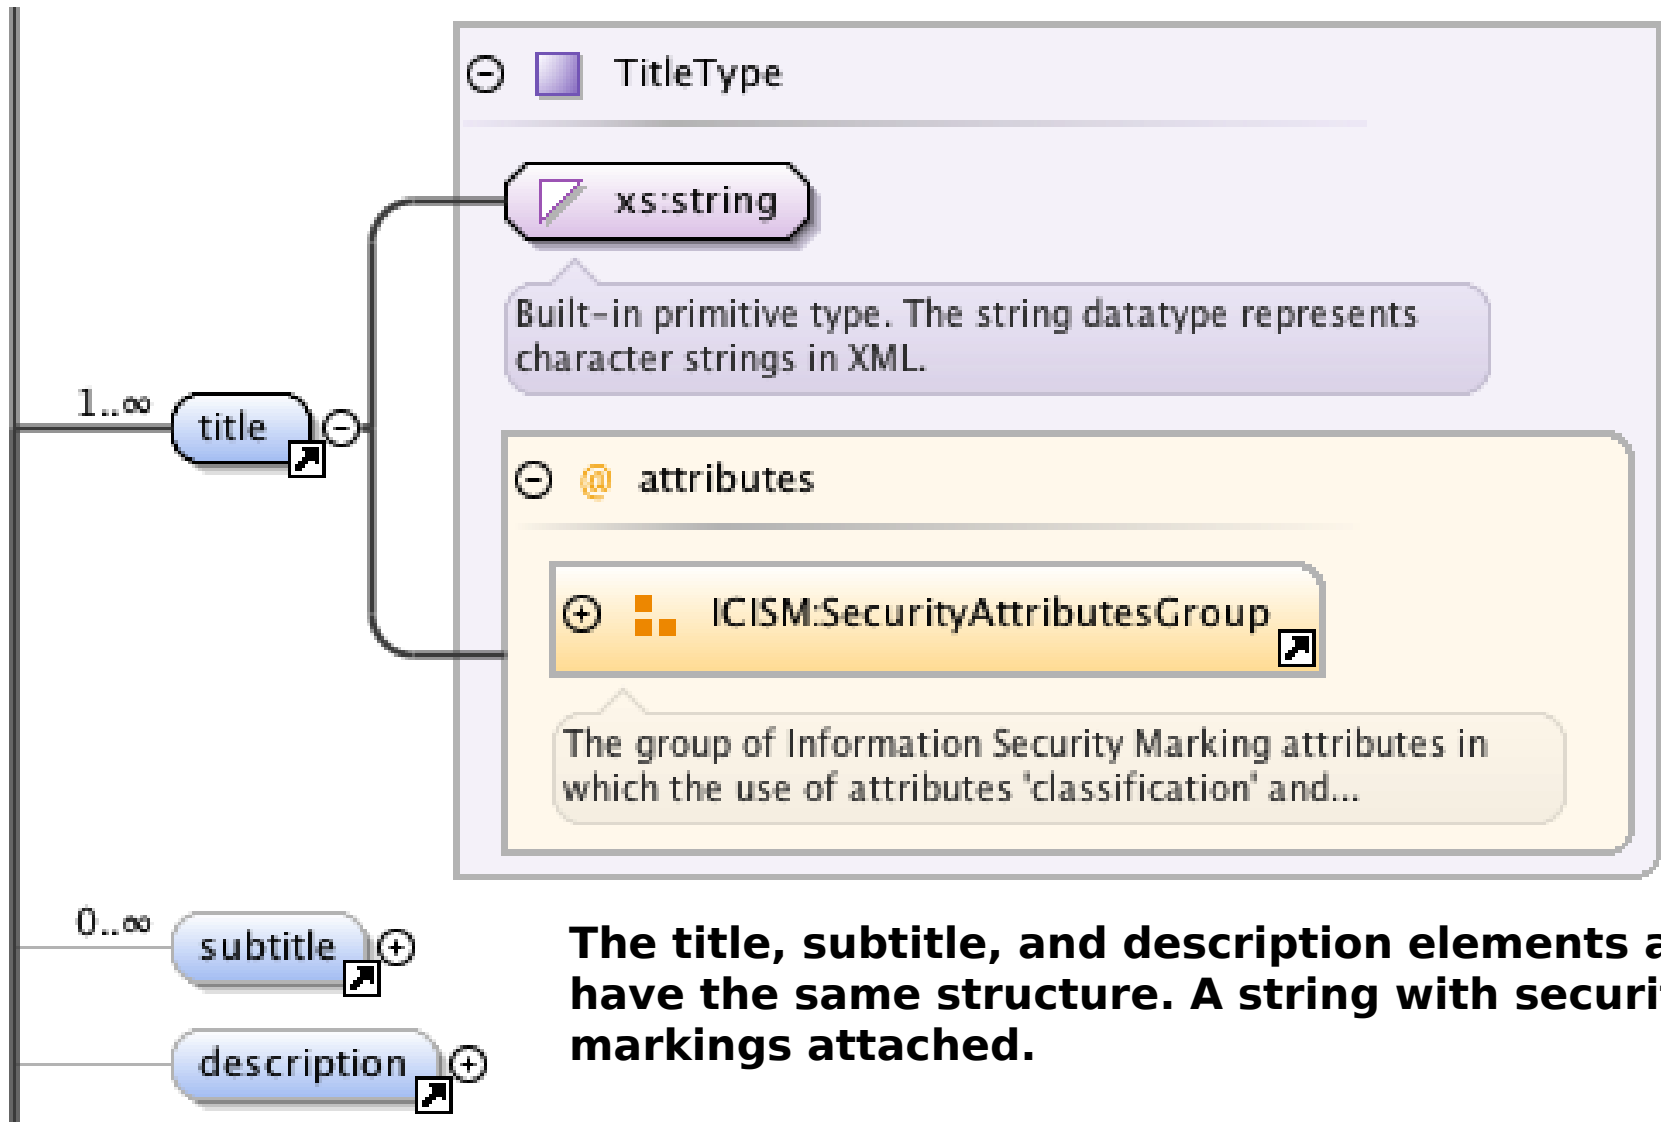 TitleType
xs:string
Built-in primitive type. The string datatype represents
character strings in XML.
1..∞
title
@ attributes
ICISM:SecurityAttributesGroup
The group of Information Security Marking attributes in
which the use of attributes 'classification' and...
0..∞
subtitle
The title, subtitle, and description elements
have the same structure. A string with
markings attached.
description